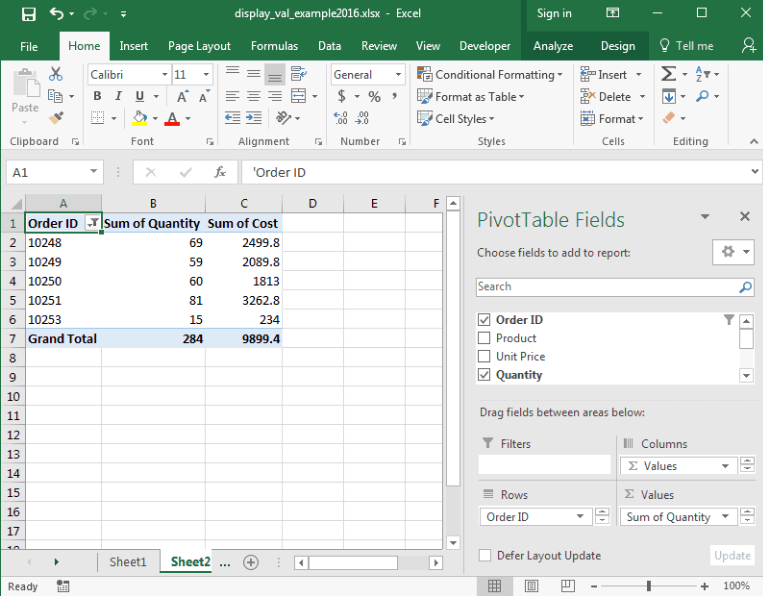 display_val_example2016.xlsx - Excel Sign in
File Home Insert Page Layout Formulas Data Review View Developer Analyze Design Tell me
Paste
Clipboard
Calibri 11
B I U A A
A
Font
Alignment
General
$ % ,
.00 .00
Number
Conditional Formatting
Format as Table
Cell Styles
Styles
Insert
Delete
Format
Cells
Editing
A1 fx 'Order ID
A B C D E F
1 Order ID Sum of Quantity Sum of Cost
2 10248 69 2499.8
3 10249 59 2089.8
4 10250 60 1813
5 10251 81 3262.8
6 10253 15 234
7 Grand Total 284 9899.4
8
9
10
11
12
13
14
15
16
17
PivotTable Fields
Choose fields to add to report:
Search
Order ID
Product
Unit Price
Quantity
Drag fields between areas below:
Filters
Columns
Σ Values
Rows
Order ID
Σ Values
Sum of Quantity
Defer Layout Update Update
Sheet1 Sheet2 ...
Ready 100%